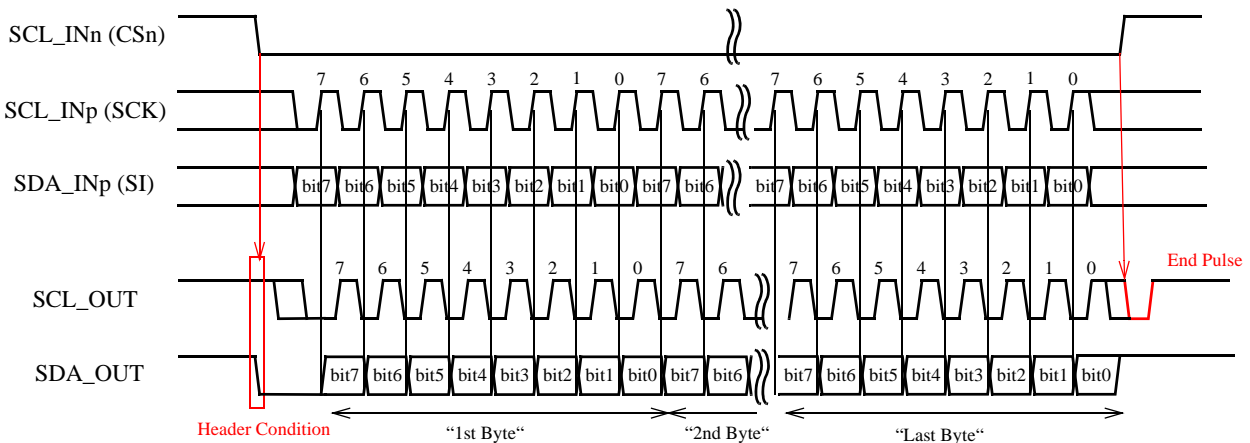 SCL_INn (CSn)
7 6 5 4 3 2 1 0 7 6 7 6 5 4 3 2 1 0
SCL_INp (SCK)
SDA_INp (SI)
bit7 bit6 bit5 bit4 bit3 bit2 bit1 bit0 bit7 bit6 bit7 bit6 bit5 bit4 bit3 bit2 bit1 bit0
End Pulse
7 6 5 4 3 2 1 0 7 6 7 6 5 4 3 2 1 0
SCL_OUT
SDA_OUT
bit7 bit6 bit5 bit4 bit3 bit2 bit1 bit0 bit7 bit6 bit7 bit6 bit5 bit4 bit3 bit2 bit1 bit0
Header Condition
“1st Byte“ “2nd Byte“ “Last Byte“